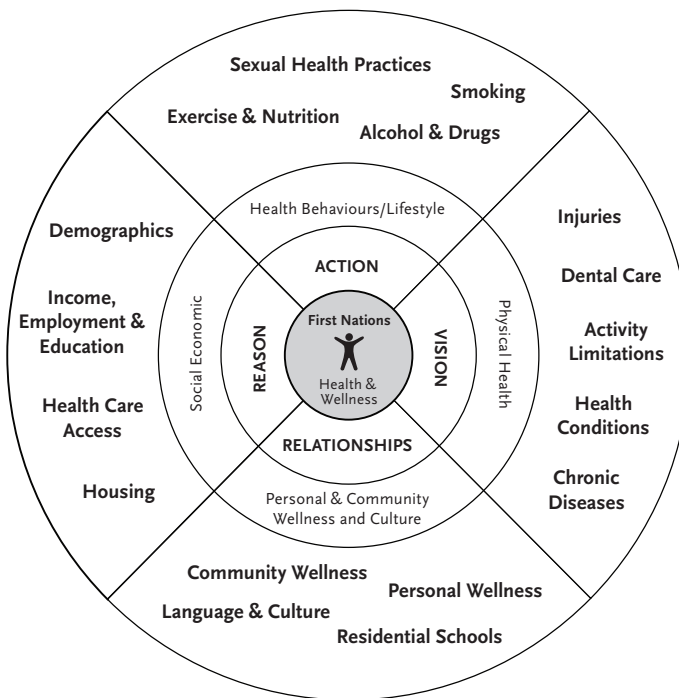 Sexual Health Practices
Smoking
Exercise & Nutrition
Alcohol & Drugs
Health Behaviours/Lifestyle
ACTION
Demographics
Income,
Employment &
Education
Health Care
Access
Housing
Social Economic
REASON
First Nations
Health &
Wellness
VISION
Physical Health
Injuries
Dental Care
Activity
Limitations
Health
Conditions
Chronic
Diseases
RELATIONSHIPS
Personal & Community
Wellness and Culture
Community Wellness
Personal Wellness
Language & Culture
Residential Schools